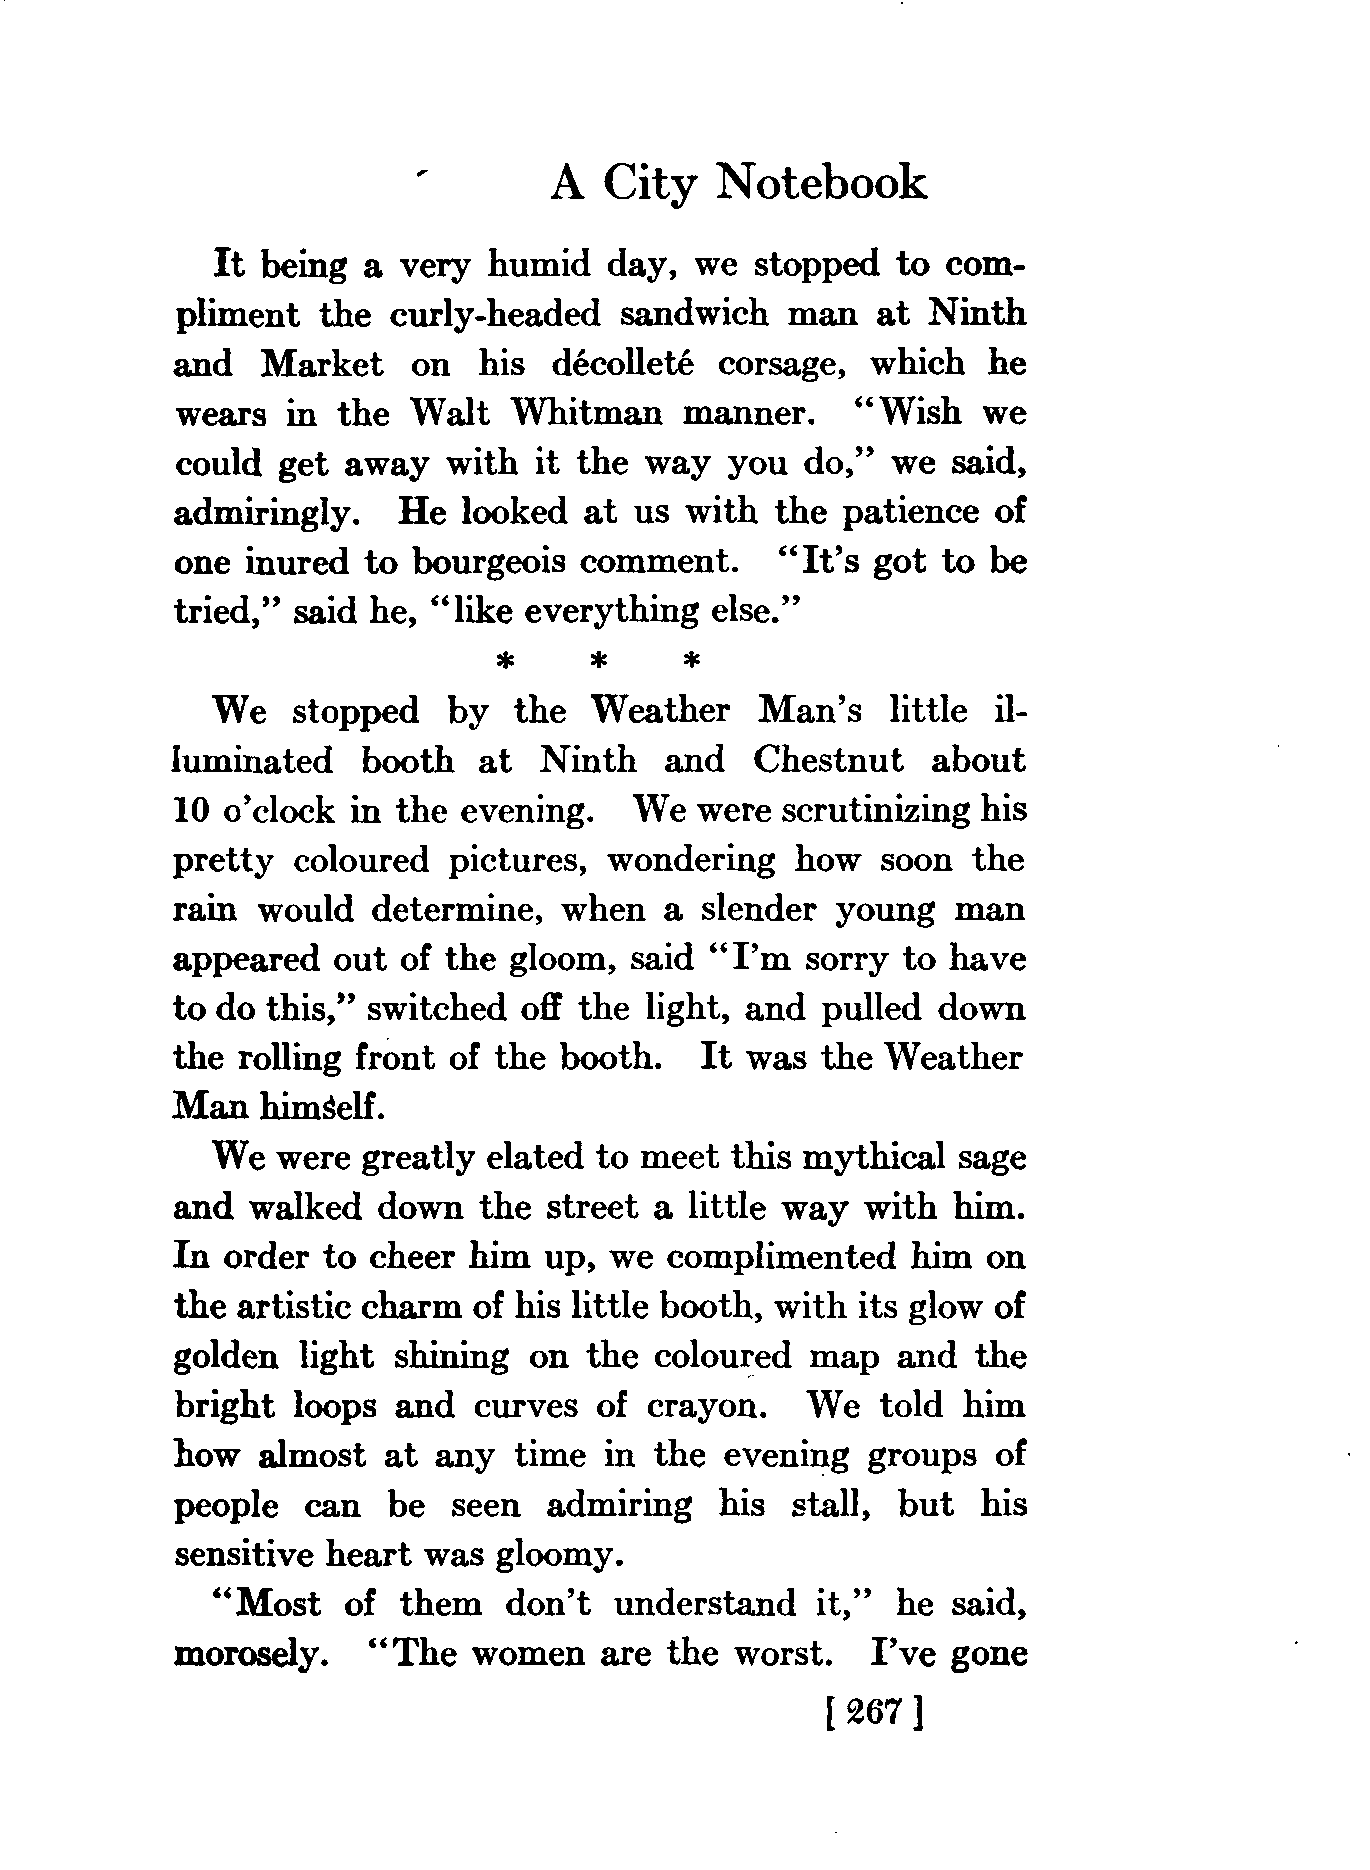 A City Notebook
It being a very humid day, we stopped to com-
pliment the curly-headed sandwich man at Ninth
and Market on his décolleté corsage, which he
wears in the Walt Whitman manner. “Wish we
could get away with it the way you do,” we said,
admiringly. He looked at us with the patience of
one inured to bourgeois comment. “It’s got to be
tried,” said he, “like everything else.”
* * *
We stopped by the Weather Man’s little il-
luminated booth at Ninth and Chestnut about
10 o’clock in the evening. We were scrutinizing his
pretty coloured pictures, wondering how soon the
rain would determine, when a slender young man
appeared out of the gloom, said “I’m sorry to have
to do this,” switched off the light, and pulled down
the rolling front of the booth. It was the Weather
Man himself.
We were greatly elated to meet this mythical sage
and walked down the street a little way with him.
In order to cheer him up, we complimented him on
the artistic charm of his little booth, with its glow of
golden light shining on the coloured map and the
bright loops and curves of crayon. We told him
how almost at any time in the evening groups of
people can be seen admiring his stall, but his
sensitive heart was gloomy.
“Most of them don’t understand it,” he said,
morosely. “The women are the worst. I’ve gone
[ 267 ]